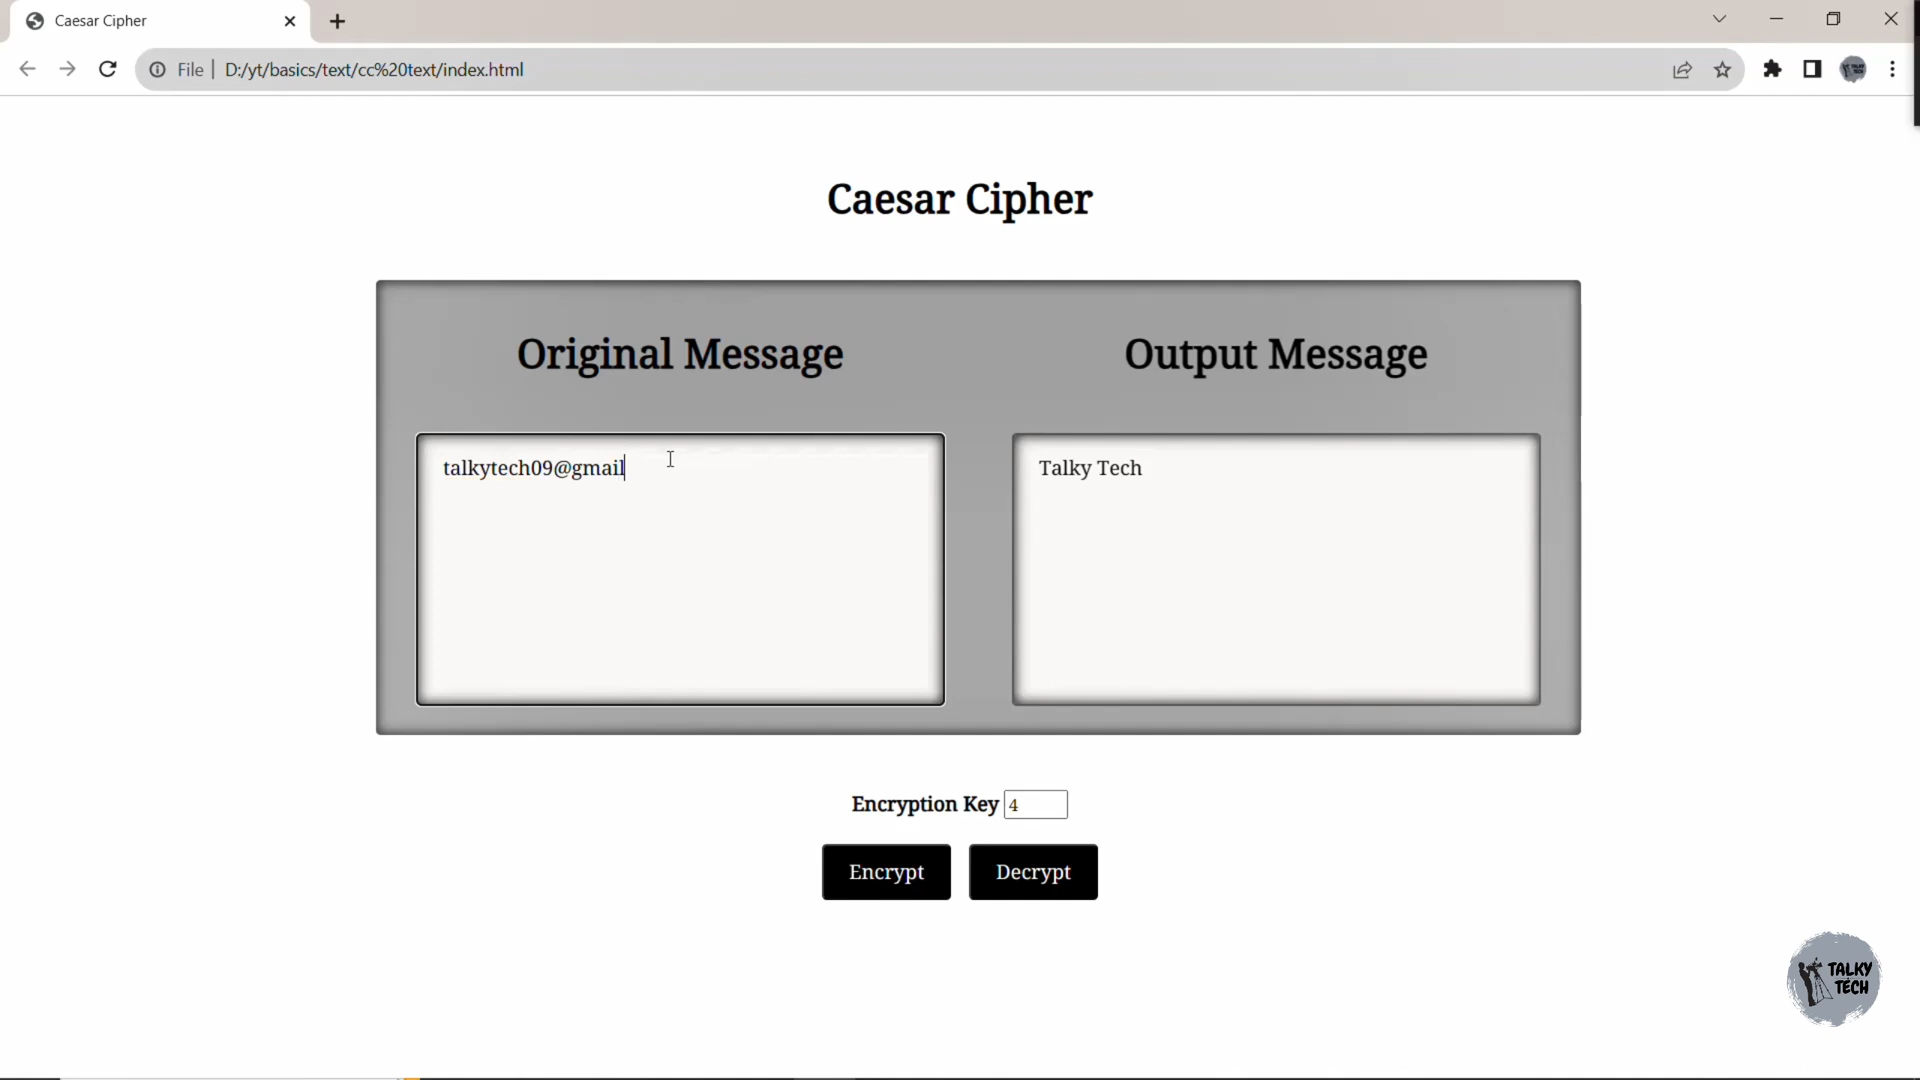 Caesar Cipher
File | D:/yt/basics/text/cc%20text/index.html
Caesar Cipher
Original Message
Output Message
talkytech09@gmail
Talky Tech
Encryption Key 4
Encrypt
Decrypt
TALKY
TECH